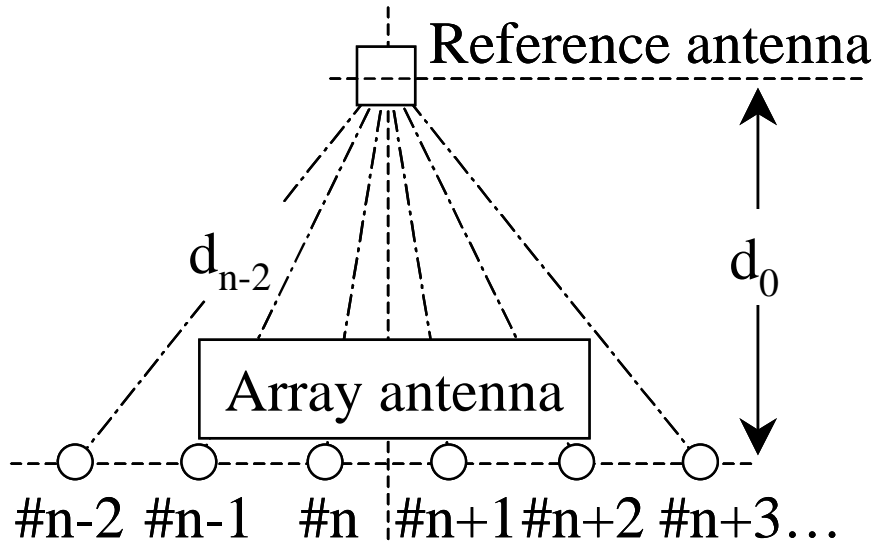 Reference antenna
d₀
dₙ₋₂
Array antenna
#n-2 #n-1 #n #n+1 #n+2 #n+3…